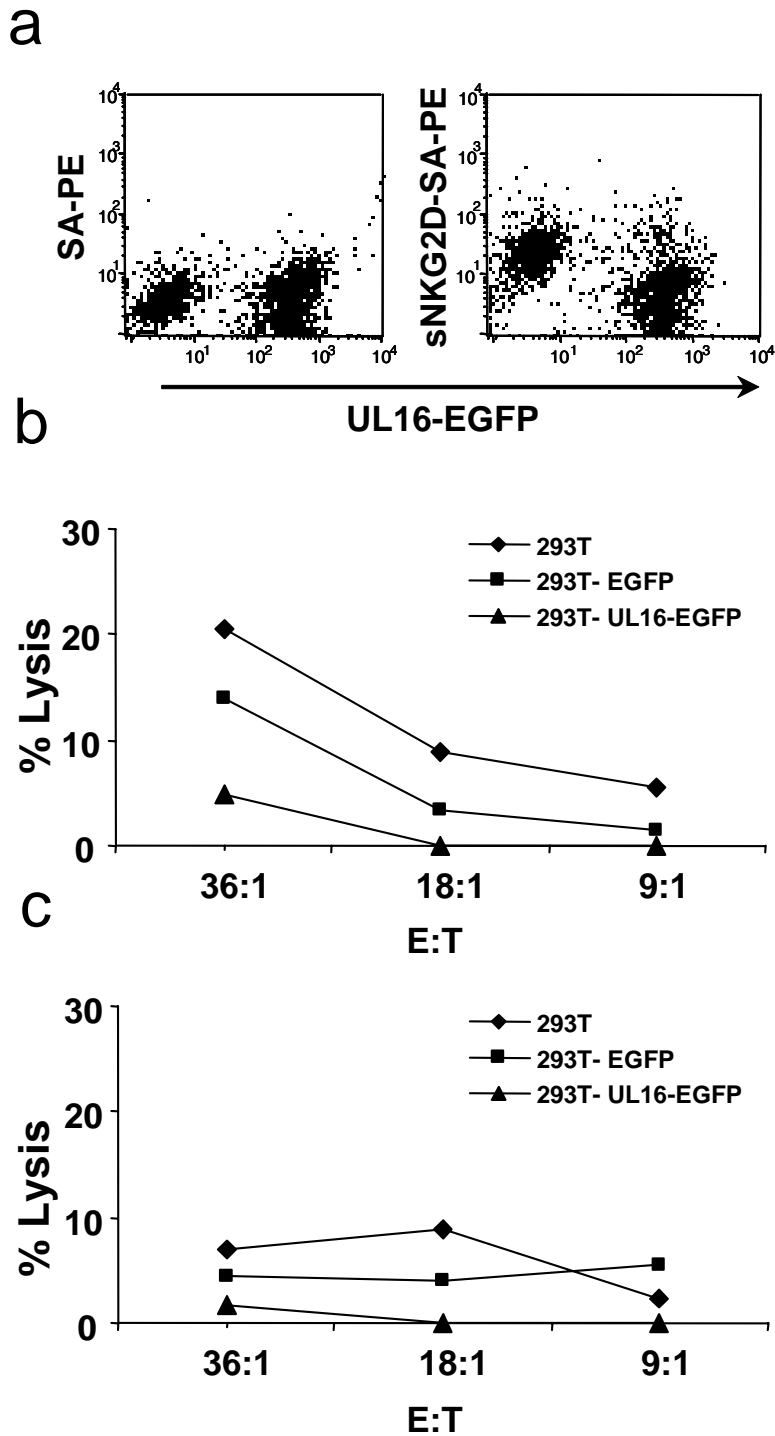 a
SA-PE
10⁴
10³
10²
10¹
10¹ 10² 10³ 10⁴
sNKG2D-SA-PE
10⁴
10³
10²
10¹
10¹ 10² 10³ 10⁴
UL16-EGFP
b
% Lysis
30
20
10
0
293T
293T- EGFP
293T- UL16-EGFP
36:1 18:1 9:1
E:T
c
% Lysis
30
20
10
0
293T
293T- EGFP
293T- UL16-EGFP
36:1 18:1 9:1
E:T